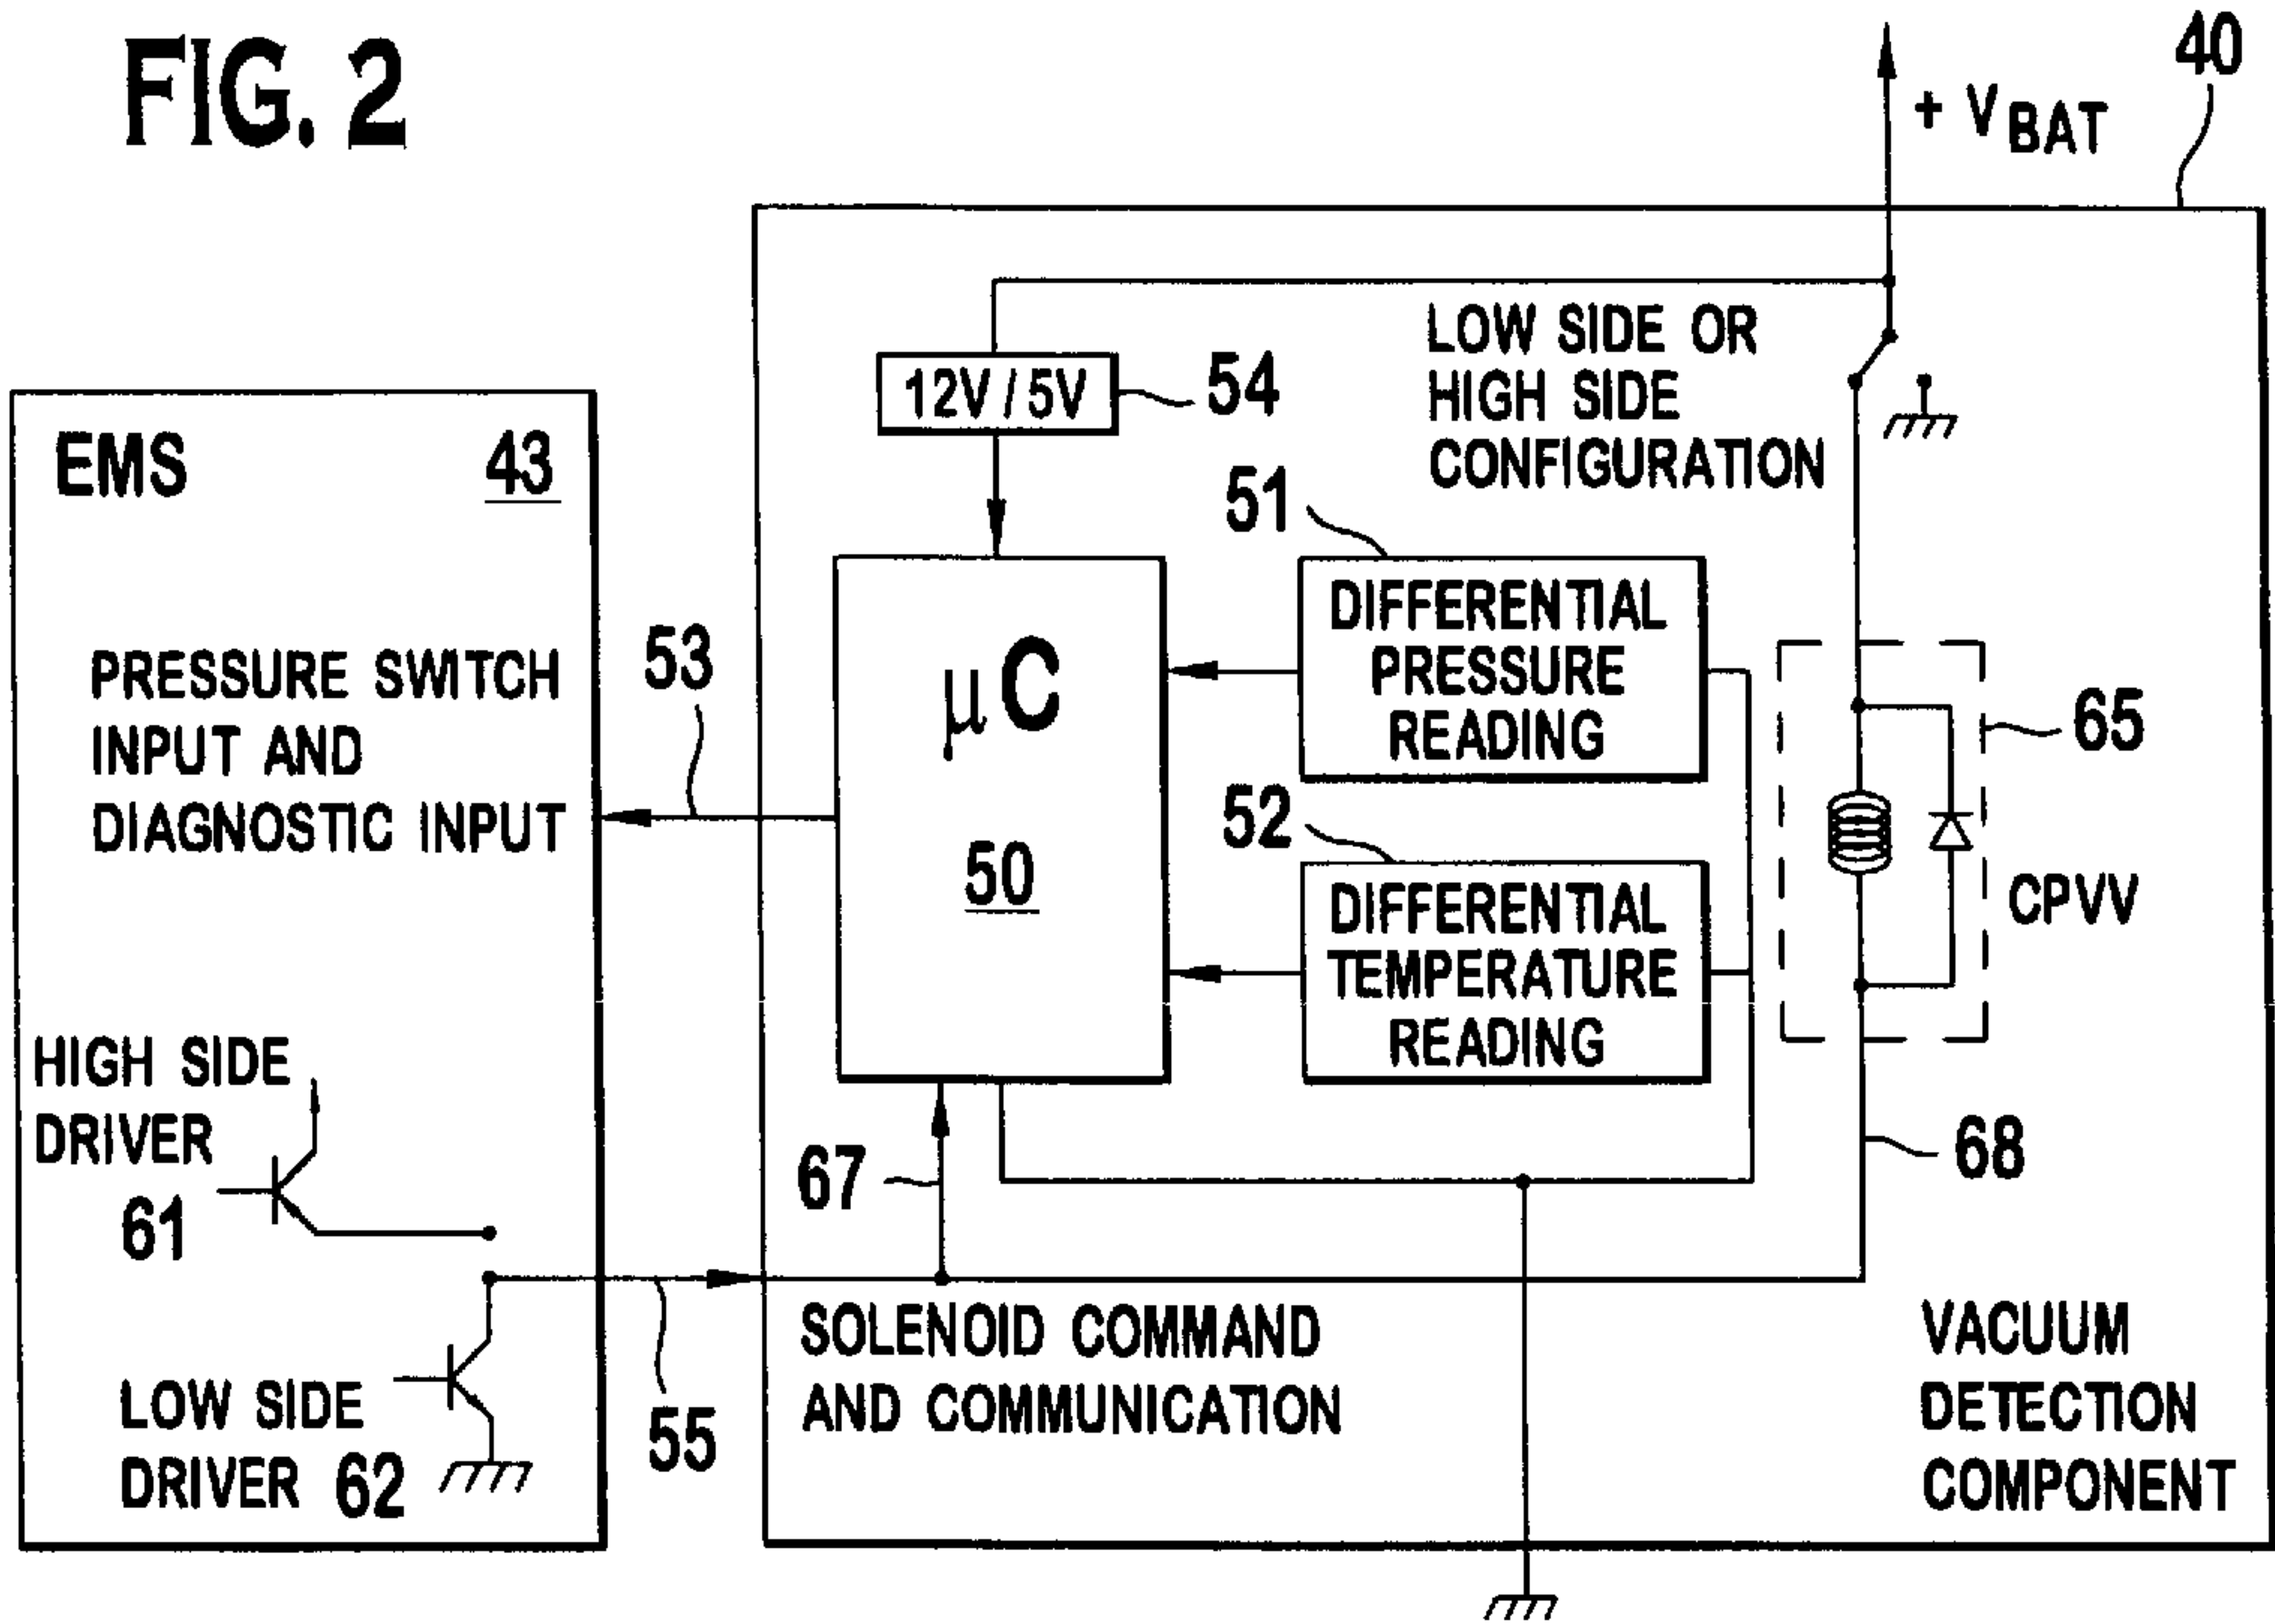 FIG. 2
40
+ VBAT
12V / 5V
54
LOW SIDE OR
HIGH SIDE
CONFIGURATION
EMS
43
51
DIFFERENTIAL
PRESSURE
READING
PRESSURE SWITCH
INPUT AND
DIAGNOSTIC INPUT
53
µC
50
65
52
DIFFERENTIAL
TEMPERATURE
READING
CPVV
HIGH SIDE
DRIVER
61
67
68
SOLENOID COMMAND
AND COMMUNICATION
55
LOW SIDE
DRIVER 62
VACUUM
DETECTION
COMPONENT